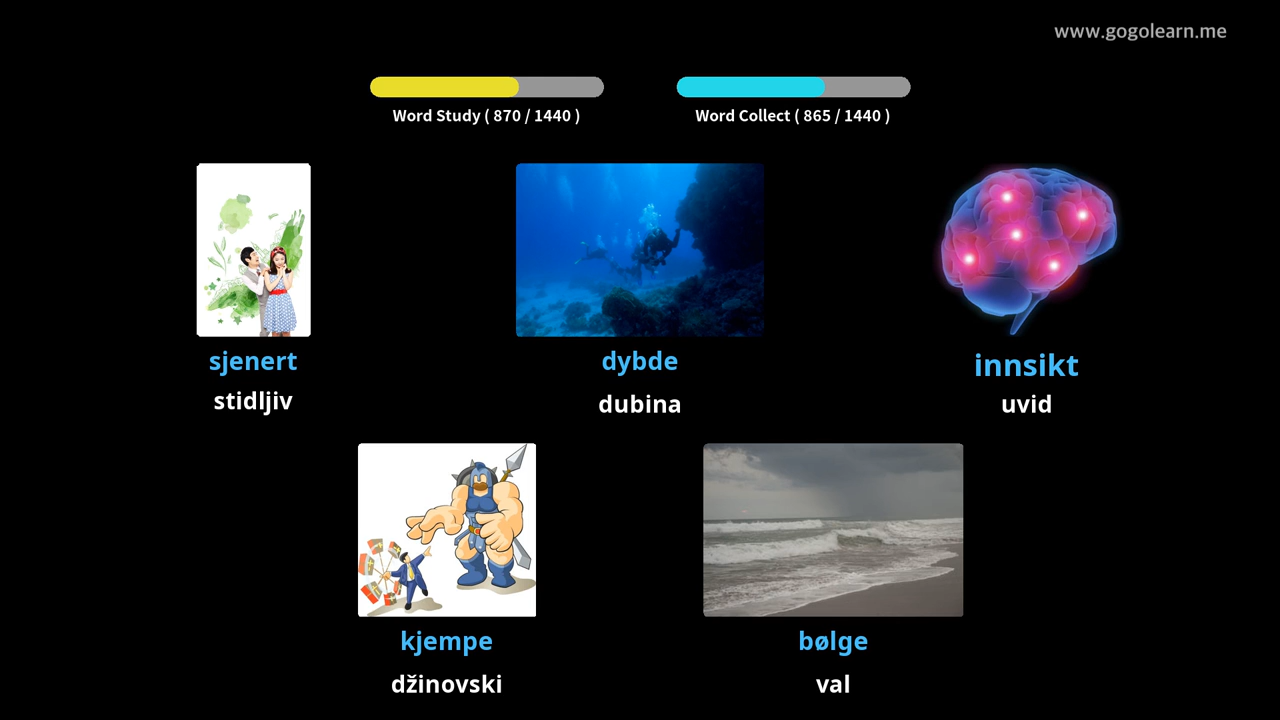 www.gogolearn.me
Word Study ( 870 / 1440 )
Word Collect ( 865 / 1440 )
sjenert
stidljiv
dybde
dubina
innsikt
uvid
kjempe
džinovski
bølge
val